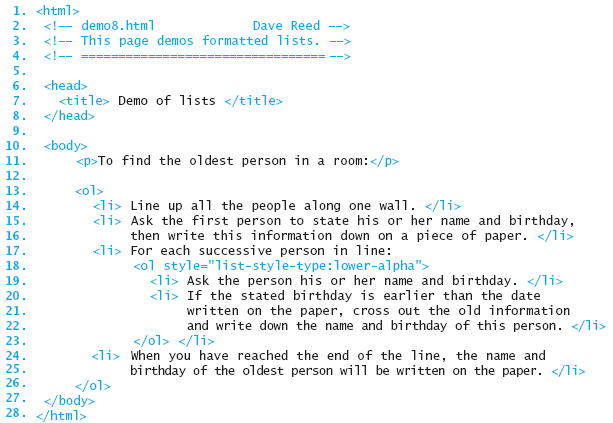 1. <html>
2. <!-- demo8.html Dave Reed -->
3. <!-- This page demos formatted lists. -->
4. <!-- ================================= -->
5.
6. <head>
7. <title> Demo of lists </title>
8. </head>
9.
10. <body>
11. <p>To find the oldest person in a room:</p>
12.
13. <ol>
14. <li> Line up all the people along one wall. </li>
15. <li> Ask the first person to state his or her name and birthday,
16. then write this information down on a piece of paper. </li>
17. <li> For each successive person in line:
18. <ol style="list-style-type:lower-alpha">
19. <li> Ask the person his or her name and birthday. </li>
20. <li> If the stated birthday is earlier than the date
21. written on the paper, cross out the old information
22. and write down the name and birthday of this person. </li>
23. </ol> </li>
24. <li> When you have reached the end of the line, the name and
25. birthday of the oldest person will be written on the paper. </li>
26. </ol>
27. </body>
28. </html>